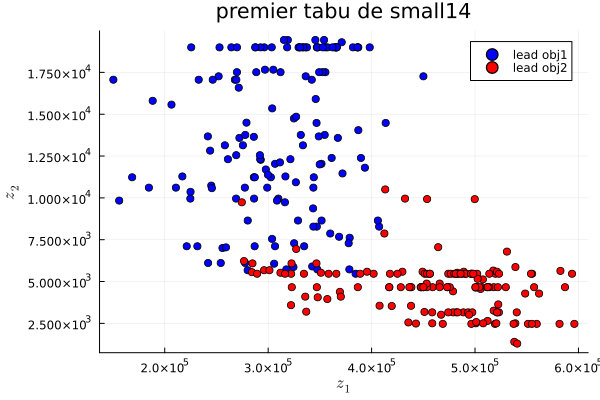 premier tabu de small14
lead obj1
lead obj2
z₂
1.750×10⁴
1.500×10⁴
1.250×10⁴
1.000×10⁴
7.500×10³
5.000×10³
2.500×10³
2.0×10⁵ 3.0×10⁵ 4.0×10⁵ 5.0×10⁵ 6.0×10⁵
z₁